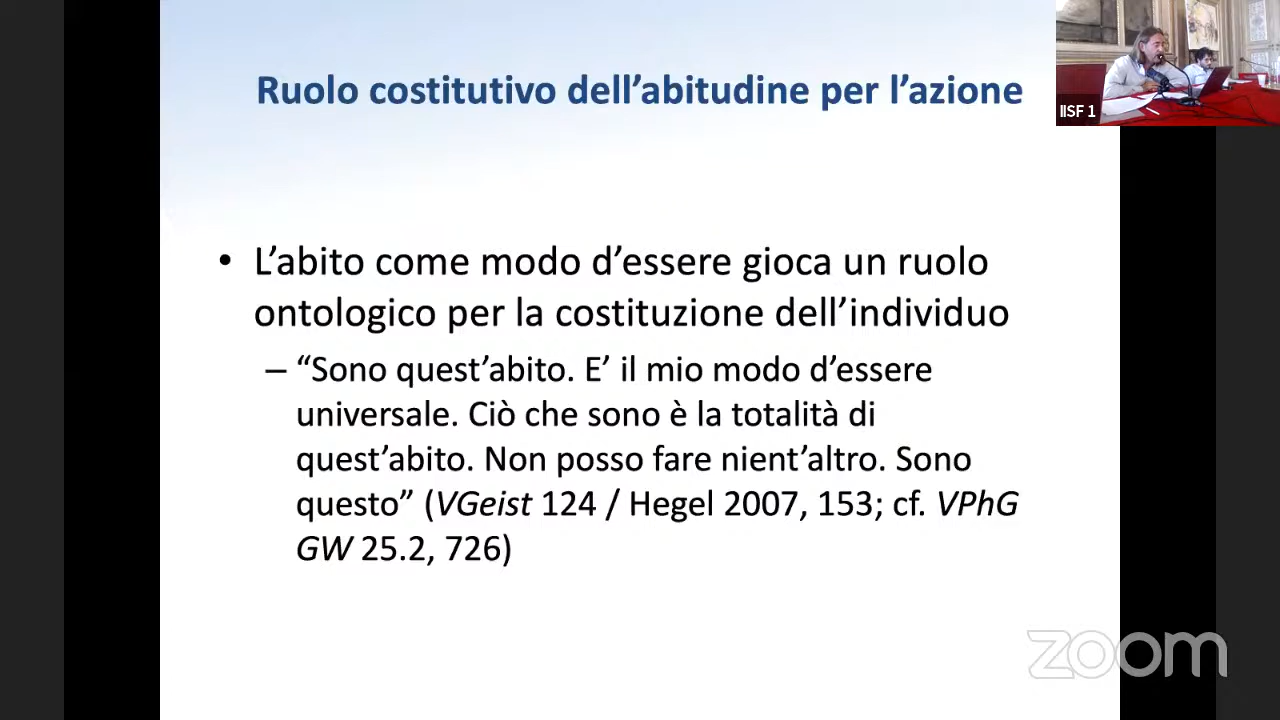 Ruolo costitutivo dell’abitudine per l’azione
IISF 1
• L’abito come modo d’essere gioca un ruolo
ontologico per la costituzione dell’individuo
– “Sono quest’abito. E’ il mio modo d’essere
universale. Ciò che sono è la totalità di
quest’abito. Non posso fare nient’altro. Sono
questo” (VGeist 124 / Hegel 2007, 153; cf. VPhG
GW 25.2, 726)
zoom